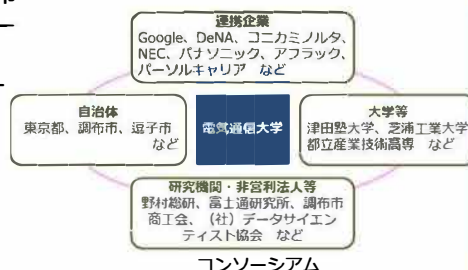 連携企業
Google、DeNA、コニカミノルタ、
NEC、パナソニック、アフラック、
パーソルキャリア など
自治体
東京都、調布市、逗子市
など
電気通信大学
大学等
津田塾大学、芝浦工業大学
都立産業技術高専 など
研究機関・非営利法人等
野村総研、富士通研究所、調布市
商工会、（社）データサイエン
ティスト協会 など
コンソーシアム